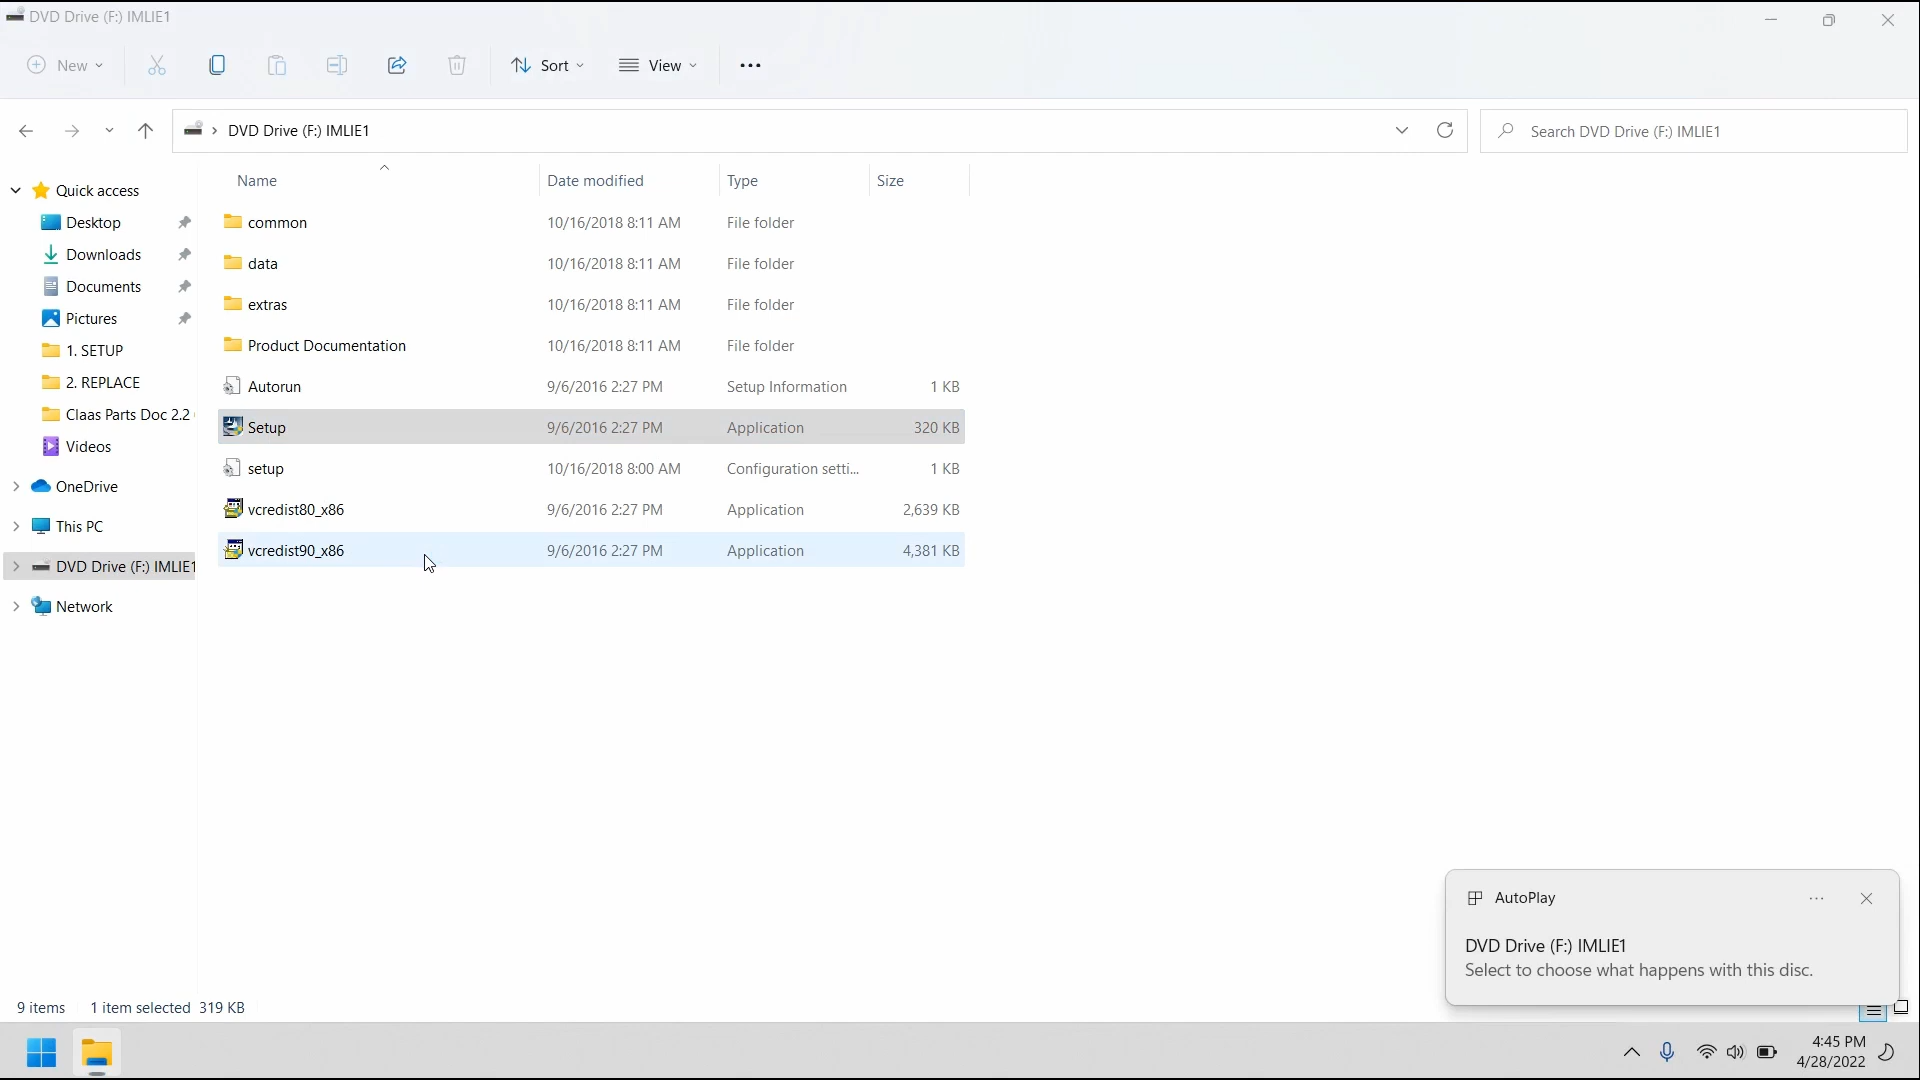 DVD Drive (F:) IMLIE1
New
Sort
View
DVD Drive (F:) IMLIE1
Search DVD Drive (F:) IMLIE1
Name Date modified Type Size
Quick access
Desktop
Downloads
Documents
Pictures
1. SETUP
2. REPLACE
Claas Parts Doc 2.2
Videos
OneDrive
This PC
DVD Drive (F:) IMLIE1
Network
common 10/16/2018 8:11 AM File folder
data 10/16/2018 8:11 AM File folder
extras 10/16/2018 8:11 AM File folder
Product Documentation 10/16/2018 8:11 AM File folder
Autorun 9/6/2016 2:27 PM Setup Information 1 KB
Setup 9/6/2016 2:27 PM Application 320 KB
setup 10/16/2018 8:00 AM Configuration setti... 1 KB
vcredist80_x86 9/6/2016 2:27 PM Application 2,639 KB
vcredist90_x86 9/6/2016 2:27 PM Application 4,381 KB
AutoPlay
DVD Drive (F:) IMLIE1
Select to choose what happens with this disc.
9 items 1 item selected 319 KB
4:45 PM
4/28/2022